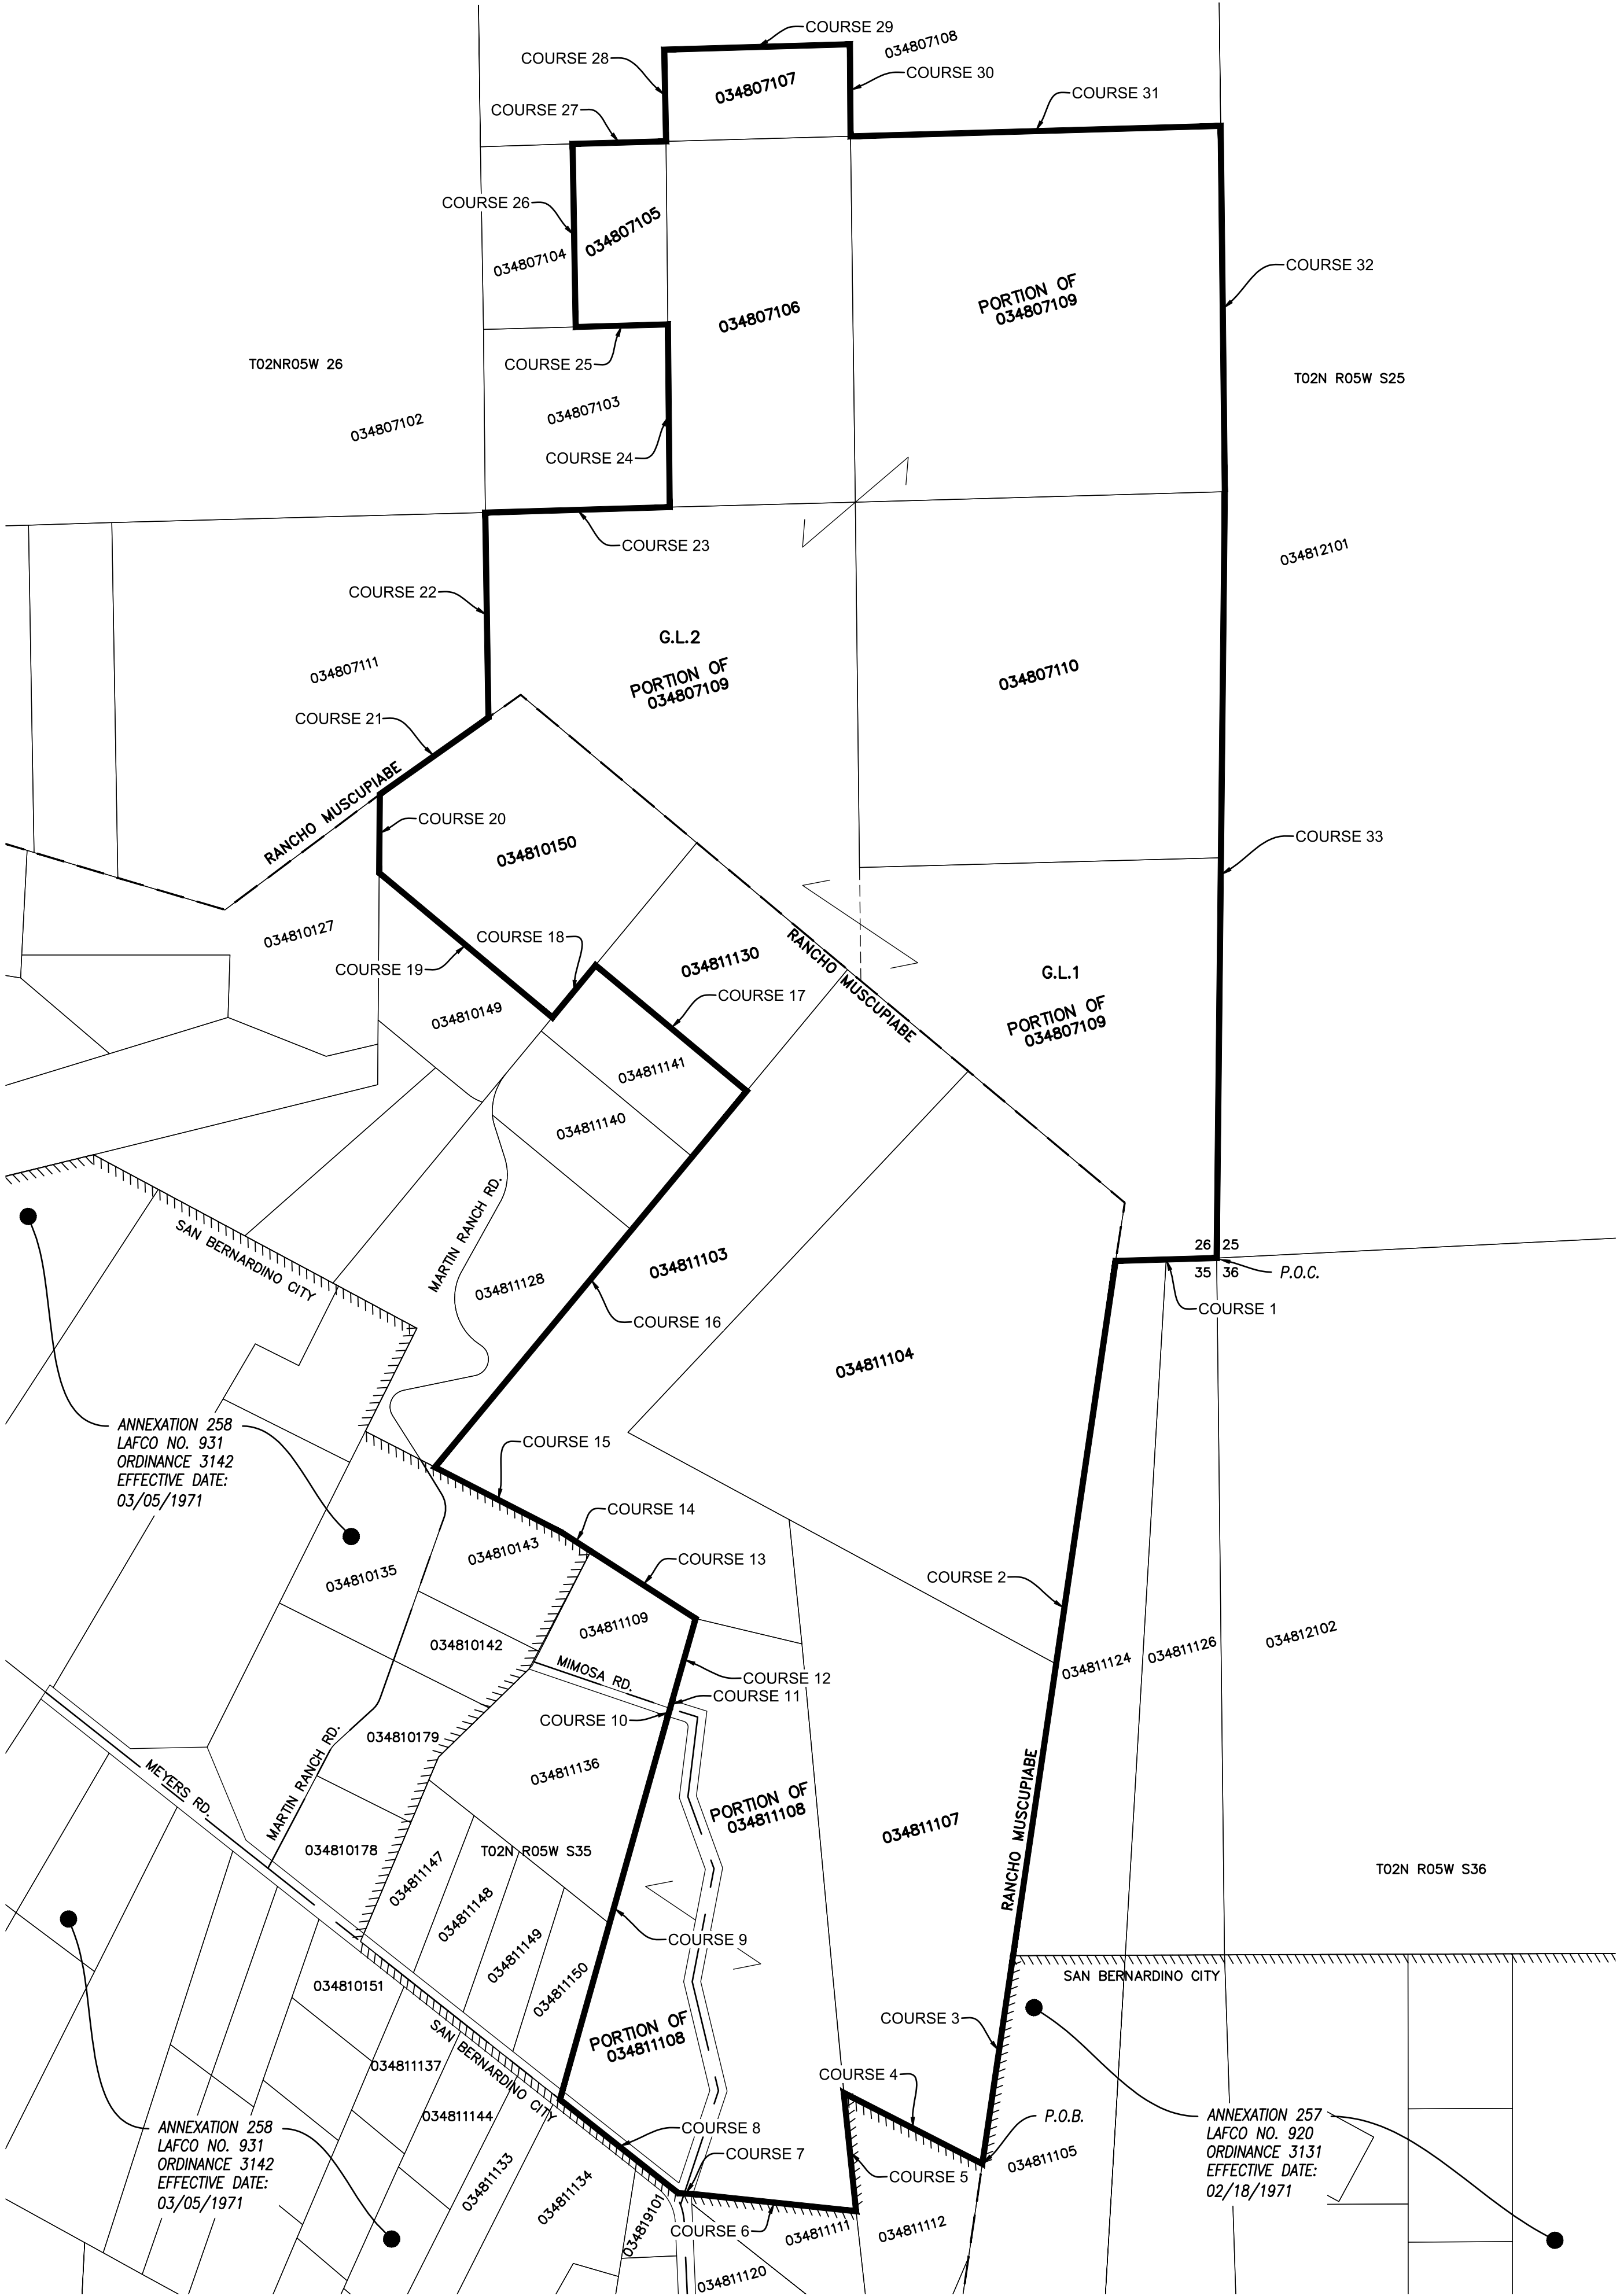 COURSE 29
034807108
COURSE 28
COURSE 30
034807107
COURSE 31
COURSE 27
COURSE 26
034807105
034807104
COURSE 32
PORTION OF
034807109
034807106
T02NR05W 26
COURSE 25
T02N R05W S25
034807103
034807102
COURSE 24
COURSE 23
034812101
COURSE 22
G.L.2
034807111
PORTION OF
034807109
034807110
COURSE 21
RANCHO MUSCUPIABE
COURSE 20
COURSE 33
034810150
034810127
COURSE 18
COURSE 19
034811130
RANCHO MUSCUPIABE
G.L.1
COURSE 17
034810149
PORTION OF
034807109
034811141
034811140
MARTIN RANCH RD.
SAN BERNARDINO CITY
26 25
35 36
P.O.C.
034811103
034811128
COURSE 1
COURSE 16
034811104
ANNEXATION 258
LAFCO NO. 931
ORDINANCE 3142
EFFECTIVE DATE:
03/05/1971
COURSE 15
COURSE 14
034810143
COURSE 13
034810135
COURSE 2
034811109
034810142
034811124
034811126
034812102
MIMOSA RD.
COURSE 12
COURSE 11
COURSE 10
034810179
MEYERS RD.
MARTIN RANCH RD.
034811136
PORTION OF
034811108
034811107
RANCHO MUSCUPIABE
034810178
034811147
T02N R05W S35
T02N R05W S36
034811148
034811149
COURSE 9
034811150
SAN BERNARDINO CITY
034810151
COURSE 3
PORTION OF
034811108
SAN BERNARDINO CITY
034811137
COURSE 4
034811144
P.O.B.
ANNEXATION 257
LAFCO NO. 920
ORDINANCE 3131
EFFECTIVE DATE:
02/18/1971
ANNEXATION 258
LAFCO NO. 931
ORDINANCE 3142
EFFECTIVE DATE:
03/05/1971
COURSE 8
COURSE 7
034811105
COURSE 5
034811133
034811134
034819101
COURSE 6
034811111
034811112
034811120